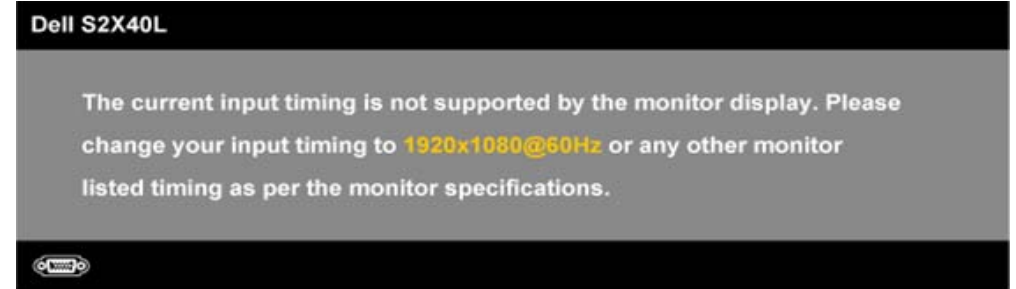 Dell S2X40L
The current input timing is not supported by the monitor display. Please
change your input timing to 1920x1080@60Hz or any other monitor
listed timing as per the monitor specifications.